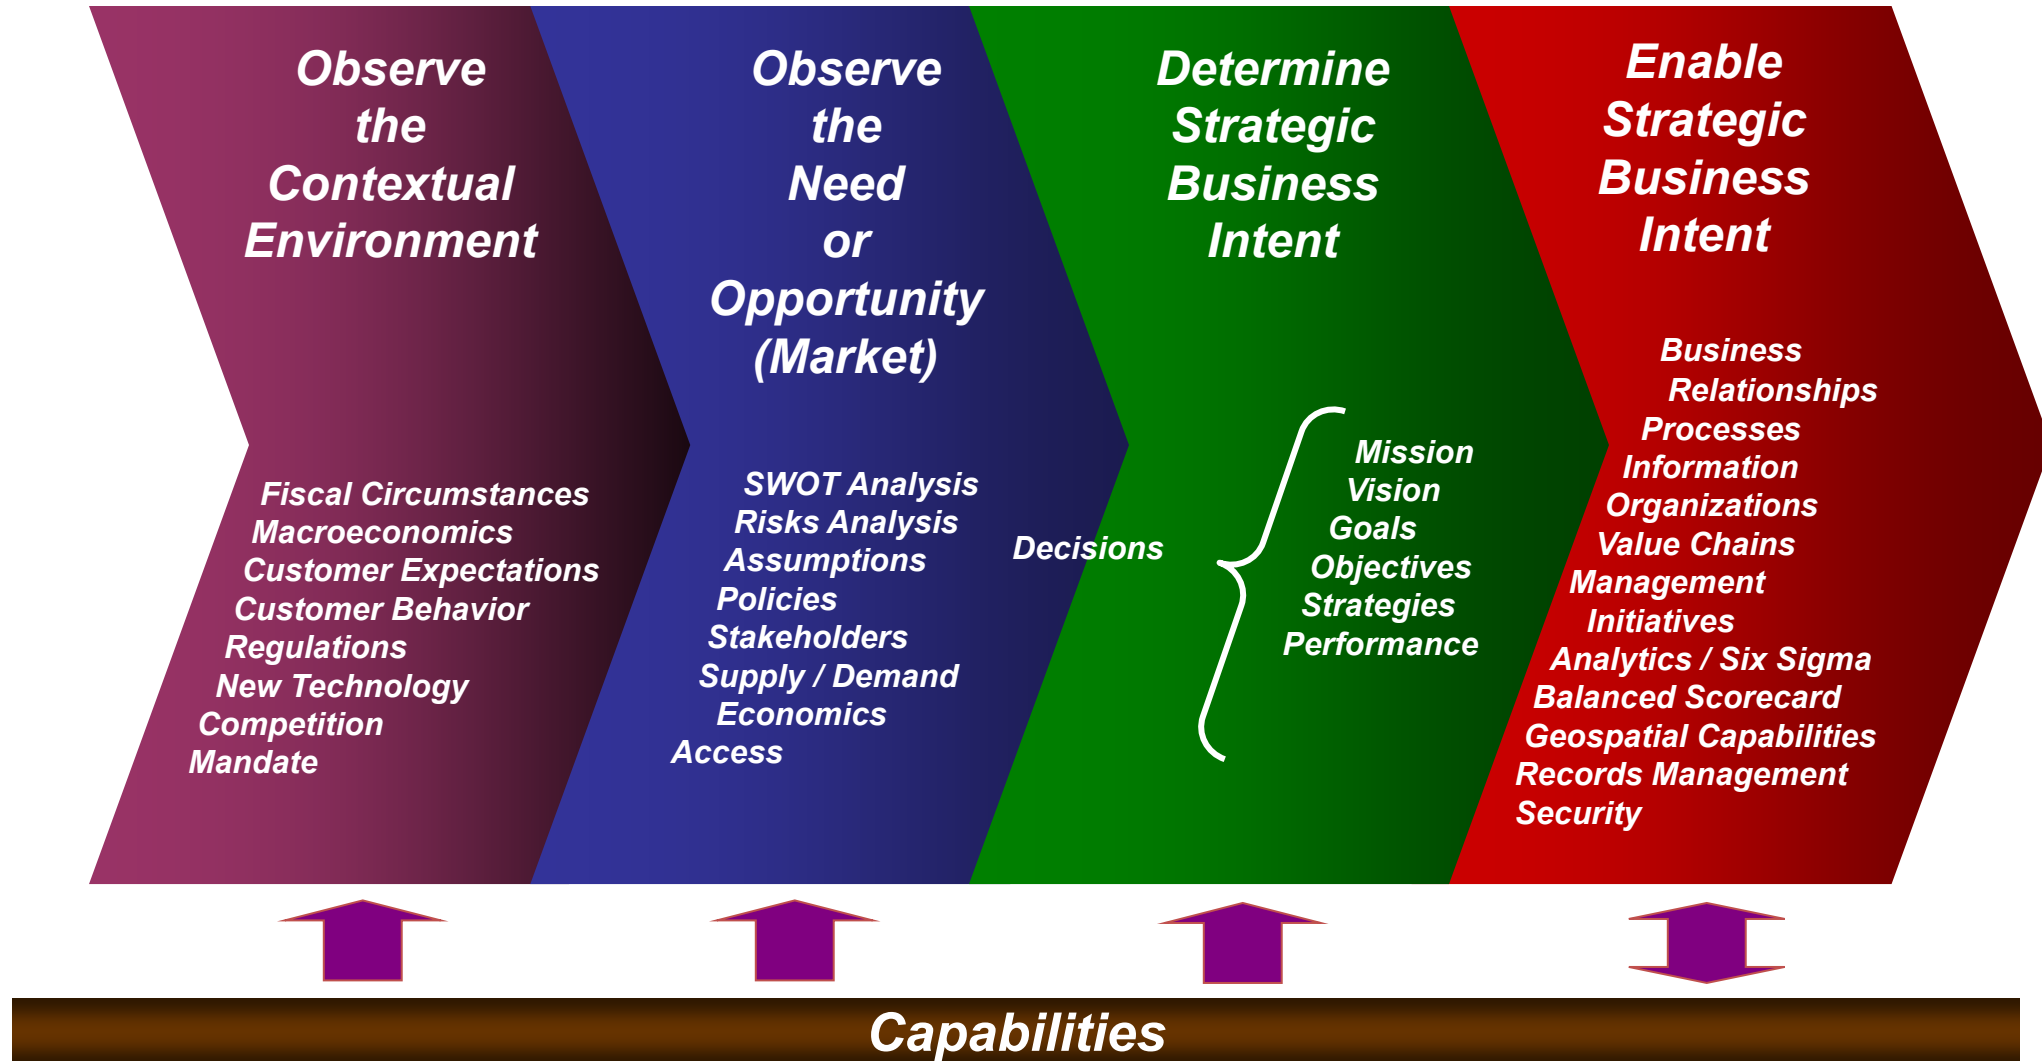 Observe
the
Contextual
Environment
Fiscal Circumstances
Macroeconomics
Customer Expectations
Customer Behavior
Regulations
New Technology
Competition
Mandate
Observe
the
Need
or
Opportunity
(Market)
SWOT Analysis
Risks Analysis
Assumptions
Policies
Stakeholders
Supply / Demand
Economics
Access
Determine
Strategic
Business
Intent
Decisions
Mission
Vision
Goals
Objectives
Strategies
Performance
Enable
Strategic
Business
Intent
Business
Relationships
Processes
Information
Organizations
Value Chains
Management
Initiatives
Analytics / Six Sigma
Balanced Scorecard
Geospatial Capabilities
Records Management
Security
Capabilities